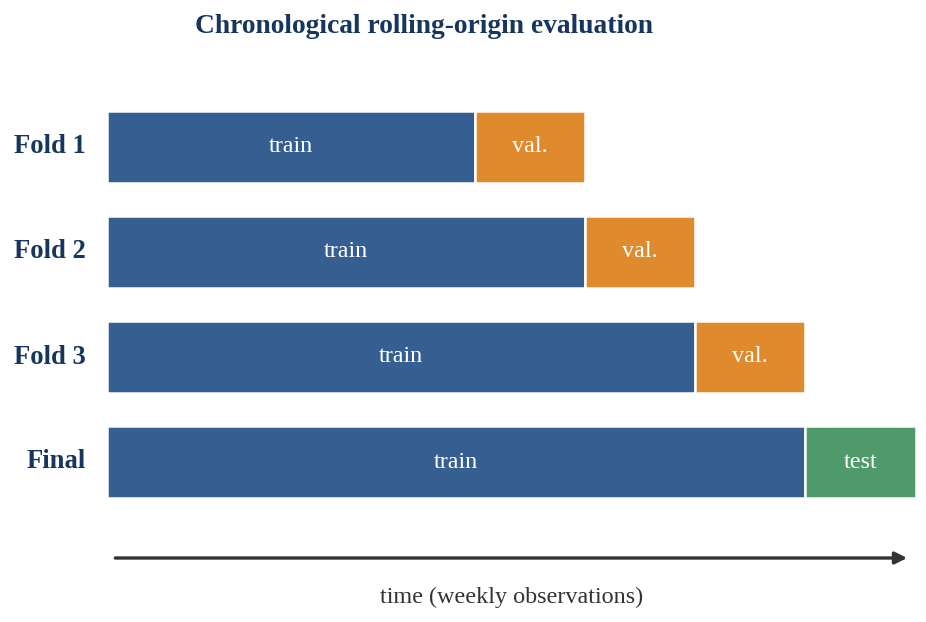 Chronological rolling-origin evaluation
Fold 1 train val.
Fold 2 train val.
Fold 3 train val.
Final train test
time (weekly observations)